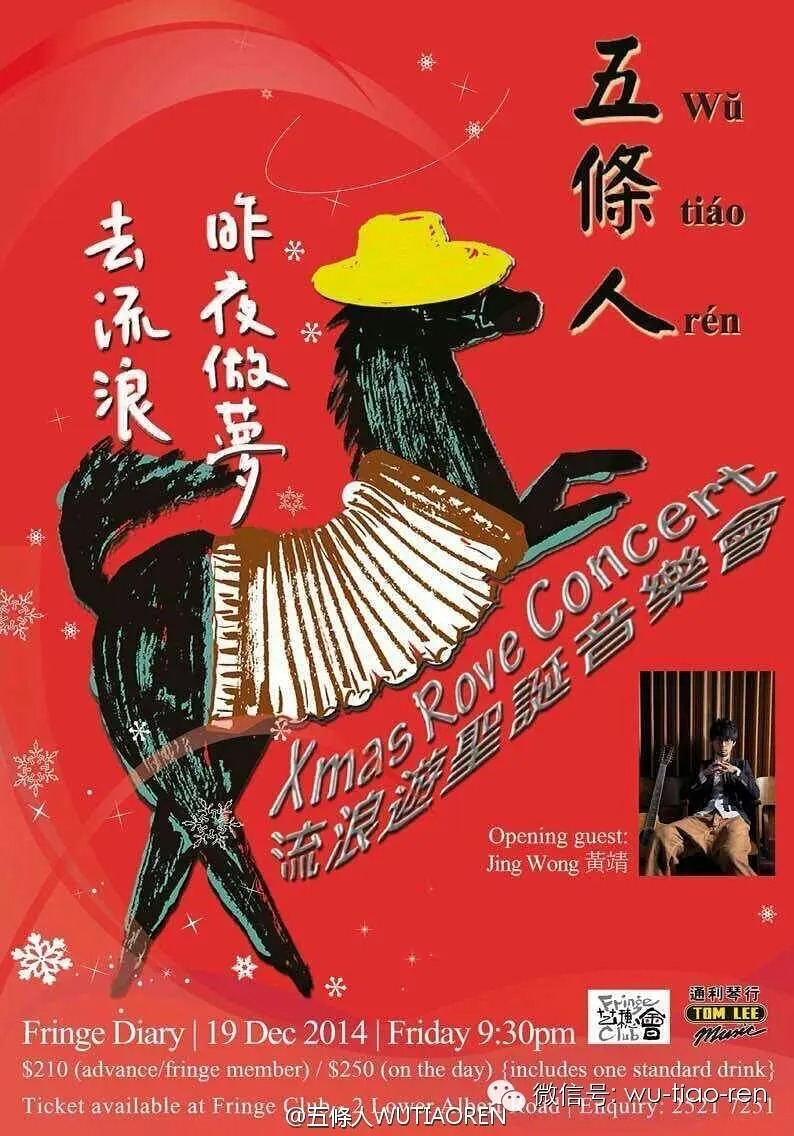 五條人
Wŭ
tiáo
rén
昨夜做夢
去流浪
Xmas Rove Concert
流浪遊聖誕音樂會
Opening guest:
Jing Wong 黃靖
Fringe
藝穗會
Club
通利琴行
TOM LEE
Music
Fringe Diary | 19 Dec 2014 | Friday 9:30pm
$210 (advance/fringe member) / $250 (on the day) {includes one standard drink}
微信号: wu-tiao-ren
Ticket available at Fringe Club - 2 Lower Albert Road | Enquiry: 2521 7251
@五條人WUTIAOREN